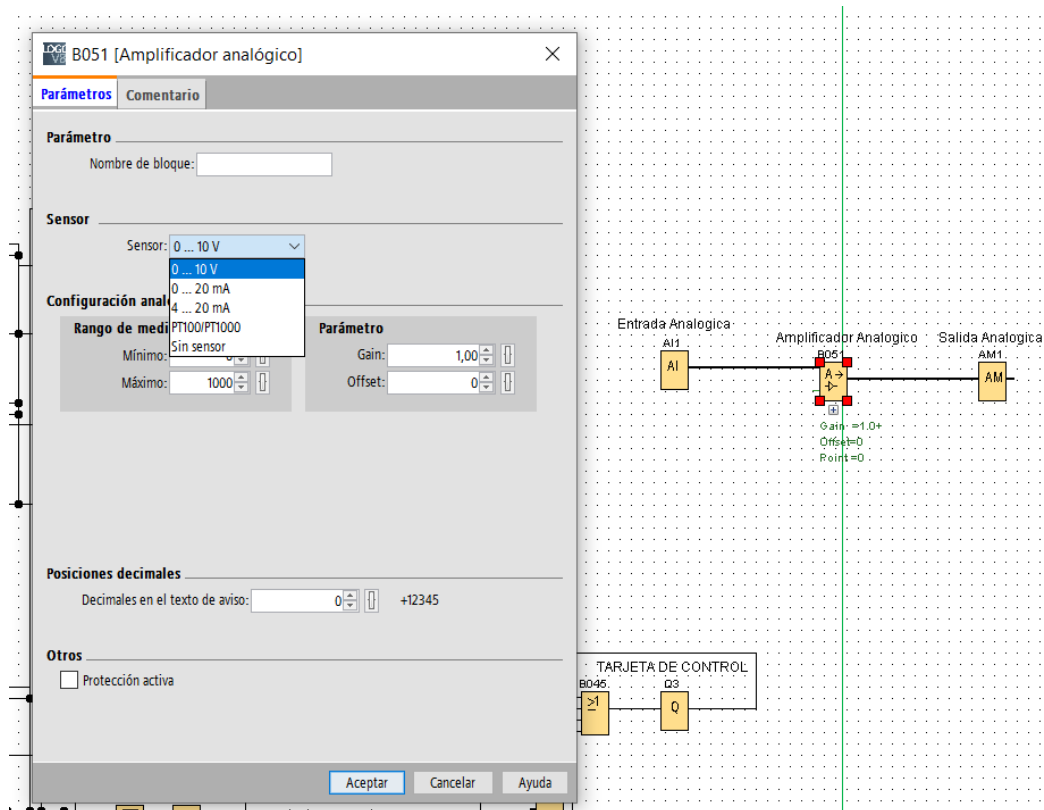 LOGO V8 B051 [Amplificador analógico]
Parámetros Comentario
Parámetro
Nombre de bloque:
Sensor
Sensor: 0 ... 10 V
0 ... 10 V
0 ... 20 mA
4 ... 20 mA
PT100/PT1000
Sin sensor
Configuración anal
Rango de medi
Mínimo:
Máximo: 1000
Parámetro
Gain: 1,00
Offset: 0
Posiciones decimales
Decimales en el texto de aviso: 0 +12345
Otros
Protección activa
Aceptar Cancelar Ayuda
Entrada Analogica
AI1
AI
Amplificador Analogico
B051
A→
Gain =1.0+
Offset=0
Point=0
Salida Analogica
AM1
AM
TARJETA DE CONTROL
B045
>1
Q3
Q